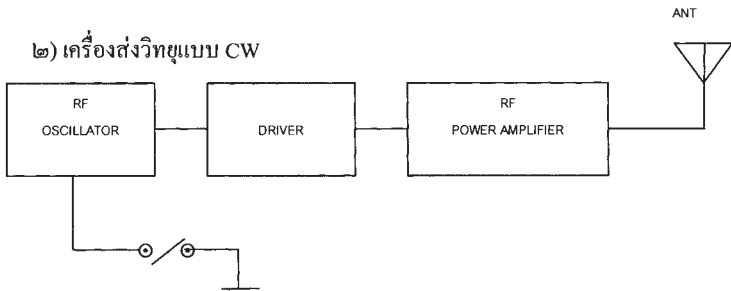 ANT
๒) เครื่องส่งวิทยุแบบ CW
RF
OSCILLATOR
DRIVER
RF
POWER AMPLIFIER